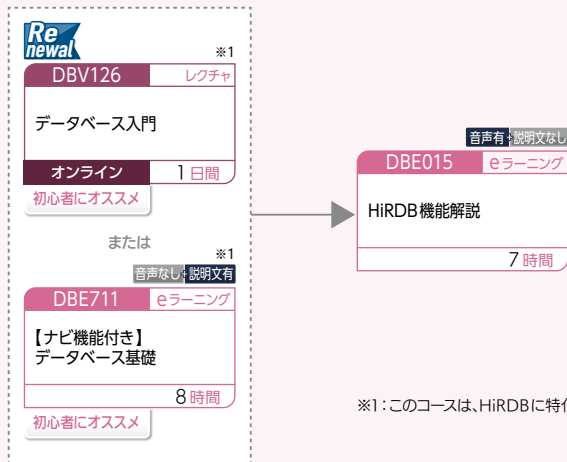 Re
newal
※1
DBV126 レクチャ
データベース入門
オンライン 1日間
初心者にオススメ
または
※1
音声なし+説明文有
DBE711 eラーニング
【ナビ機能付き】
データベース基礎
8時間
初心者にオススメ
音声有+説明文なし
DBE015 eラーニング
HiRDB機能解説
7時間
※1：このコースは、HiRDBに特